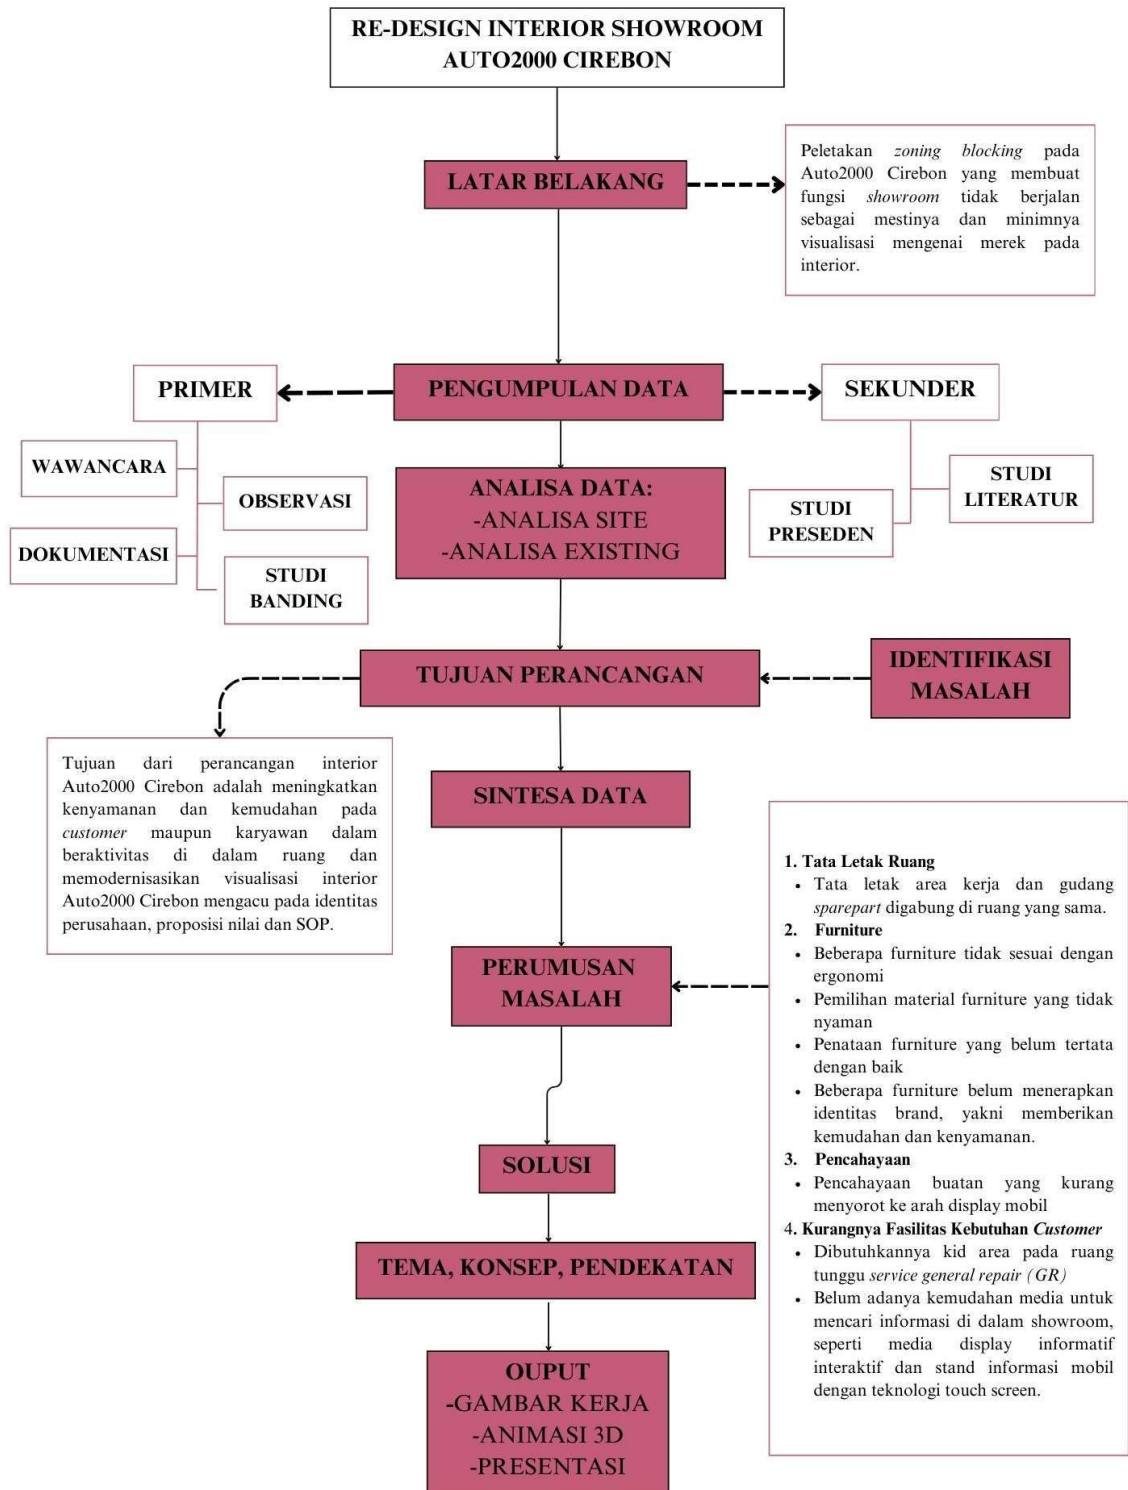 RE-DESIGN INTERIOR SHOWROOM
AUTO2000 CIREBON
LATAR BELAKANG
Peletakan zoning blocking pada
Auto2000 Cirebon yang membuat
fungsi showroom tidak berjalan
sebagai mestinya dan minimnya
visualisasi mengenai merek pada
interior.
PRIMER
PENGUMPULAN DATA
SEKUNDER
WAWANCARA
OBSERVASI
DOKUMENTASI
STUDI
BANDING
ANALISA DATA:
-ANALISA SITE
-ANALISA EXISTING
STUDI
LITERATUR
STUDI
PRESEDEN
TUJUAN PERANCANGAN
IDENTIFIKASI
MASALAH
Tujuan dari perancangan interior
Auto2000 Cirebon adalah meningkatkan
kenyamanan dan kemudahan pada
customer maupun karyawan dalam
beraktivitas di dalam ruang dan
memodernisasikan visualisasi interior
Auto2000 Cirebon mengacu pada identitas
perusahaan, proposisi nilai dan SOP.
SINTESA DATA
PERUMUSAN
MASALAH
1. Tata Letak Ruang
• Tata letak area kerja dan gudang
sparepart digabung di ruang yang sama.
2. Furniture
• Beberapa furniture tidak sesuai dengan
ergonomi
• Pemilihan material furniture yang tidak
nyaman
• Penataan furniture yang belum tertata
dengan baik
• Beberapa furniture belum menerapkan
identitas brand, yakni memberikan
kemudahan dan kenyamanan.
3. Pencahayaan
• Pencahayaan buatan yang kurang
menyorot ke arah display mobil
4. Kurangnya Fasilitas Kebutuhan Customer
• Dibutuhkannya kid area pada ruang
tunggu service general repair (GR)
• Belum adanya kemudahan media untuk
mencari informasi di dalam showroom,
seperti media display informatif
interaktif dan stand informasi mobil
dengan teknologi touch screen.
SOLUSI
TEMA, KONSEP, PENDEKATAN
OUPUT
-GAMBAR KERJA
-ANIMASI 3D
-PRESENTASI